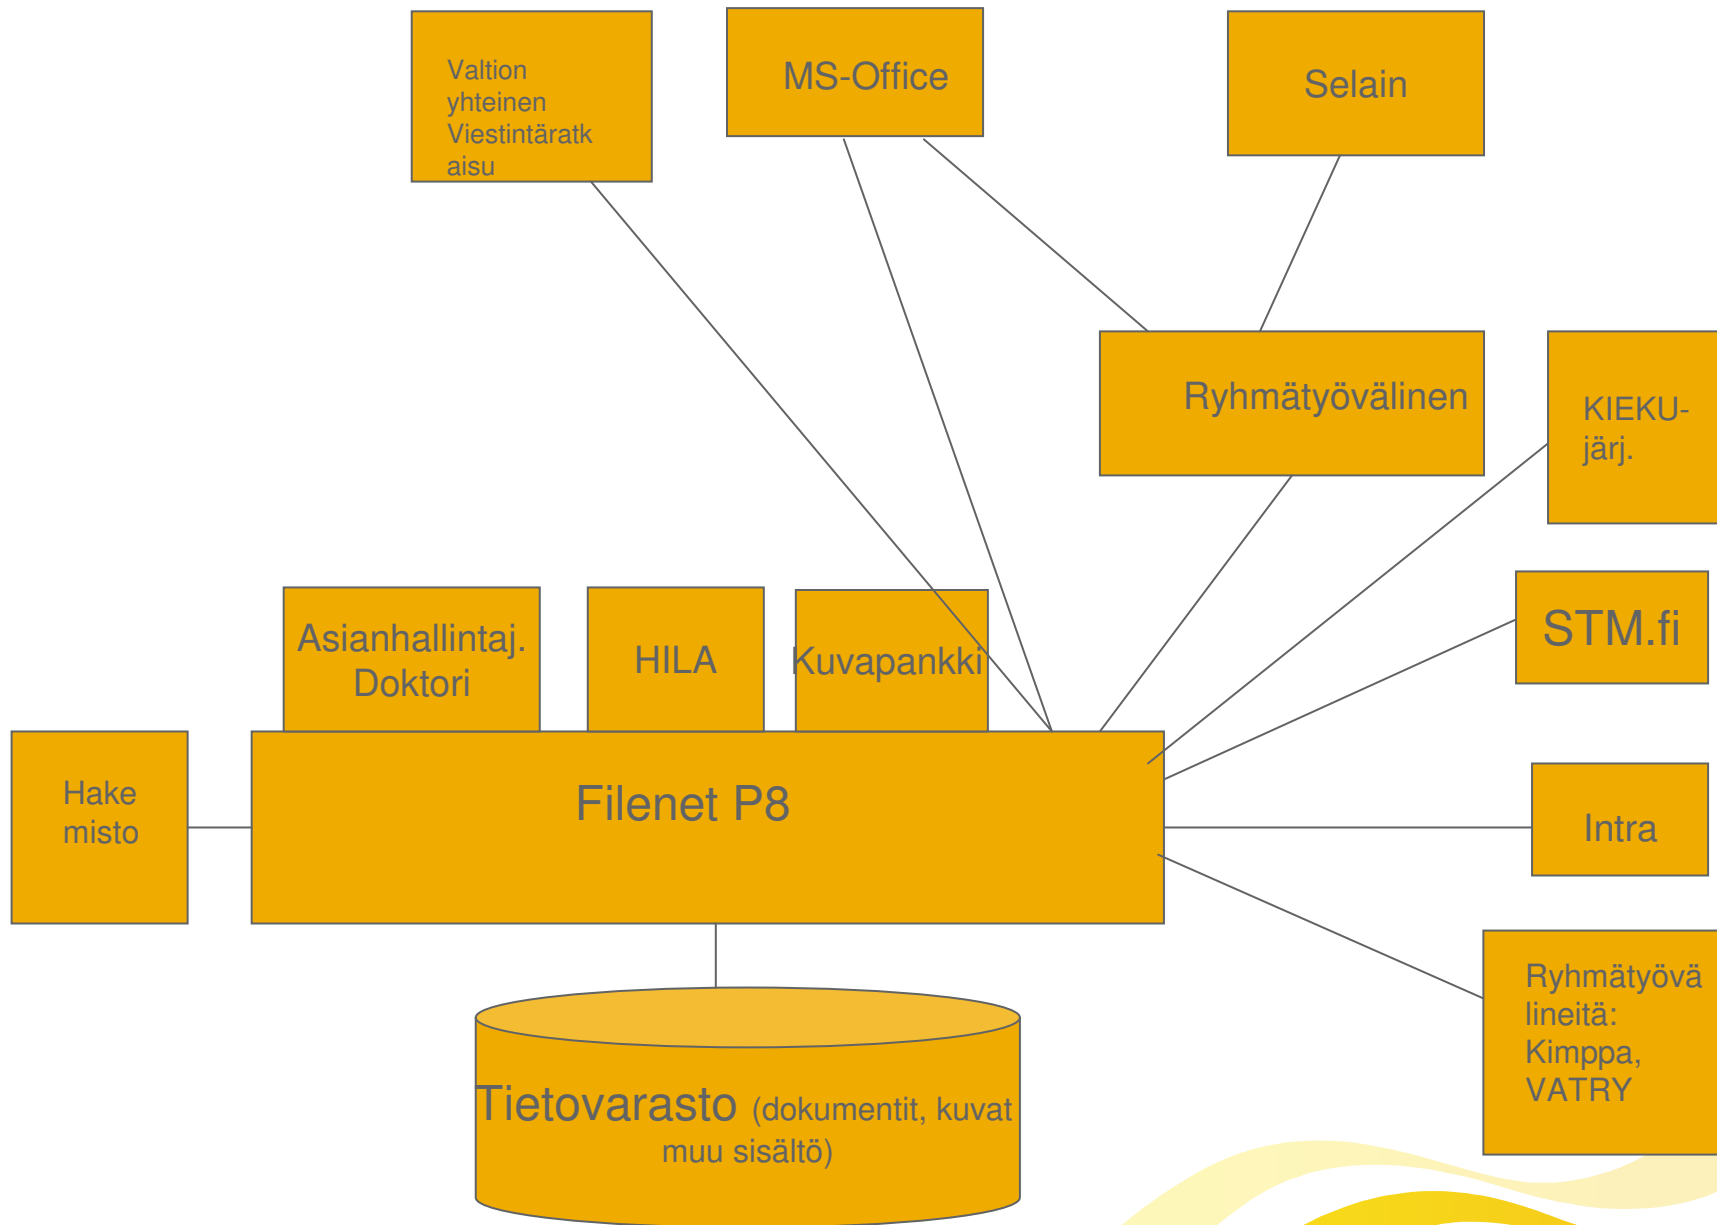 Valtion
yhteinen
Viestintäratk
aisu
MS-Office
Selain
Ryhmätyövälinen
KIEKU-
järj.
Asianhallintaj.
Doktori
HILA
Kuvapankki
STM.fi
Hake
misto
Filenet P8
Intra
Ryhmätyövä
lineitä:
Kimppa,
VATRY
Tietovarasto (dokumentit, kuvat
muu sisältö)